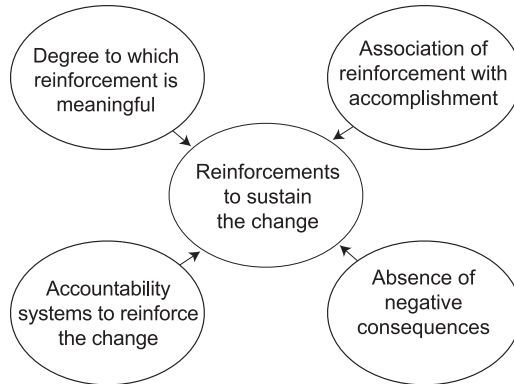 Degree to which
reinforcement is
meaningful
Association of
reinforcement with
accomplishment
Reinforcements
to sustain
the change
Accountability
systems to reinforce
the change
Absence of
negative
consequences